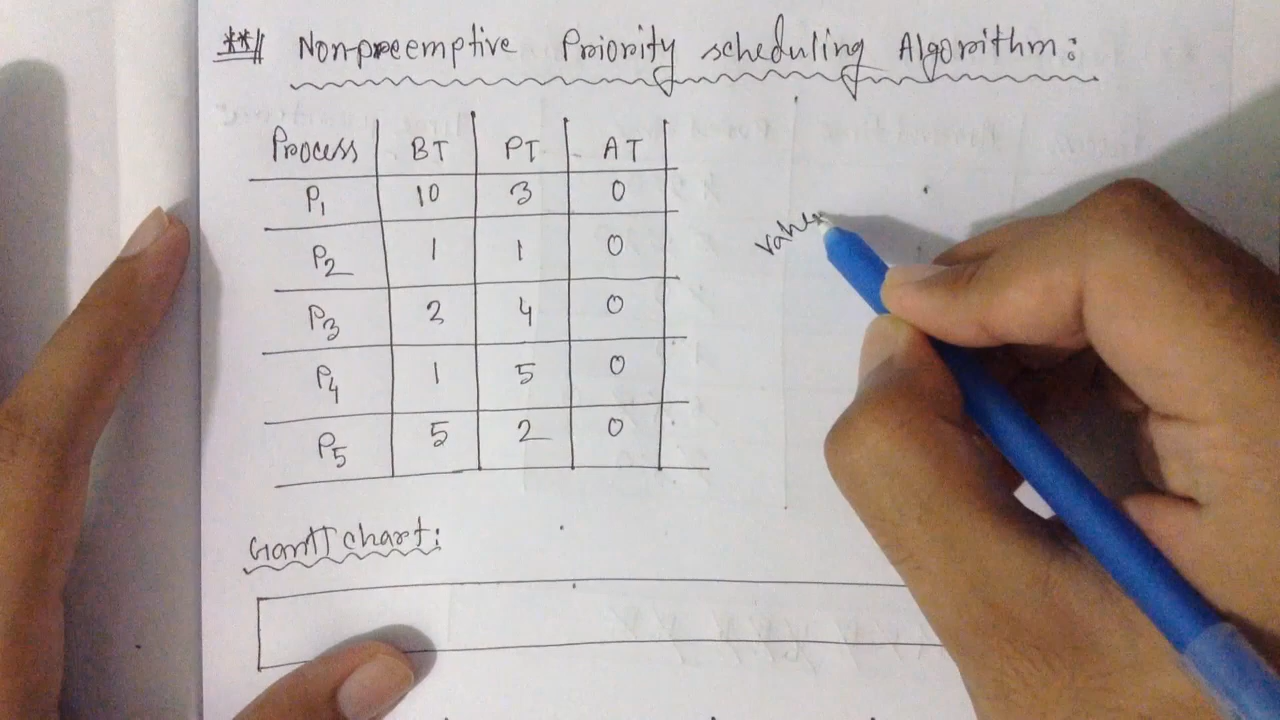 **// Non-preemptive Priority scheduling Algorithm:
Process BT PT AT
P1 10 3 0
P2 1 1 0
P3 2 4 0
P4 1 5 0
P5 5 2 0
Value
Gantt chart: